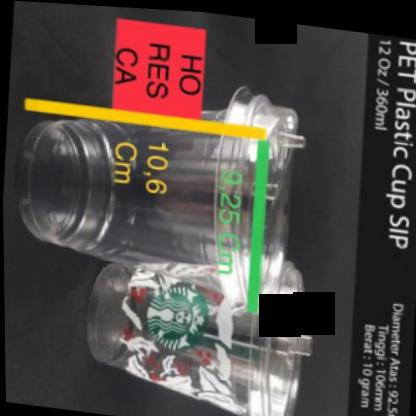 PET Plastic Cup SIP
12 Oz / 360ml
HO
RES
CA
10,6
Cm
9,25 Cm
Diameter Atas : 92,5
Tinggi : 106mm
Berat : 10 gram